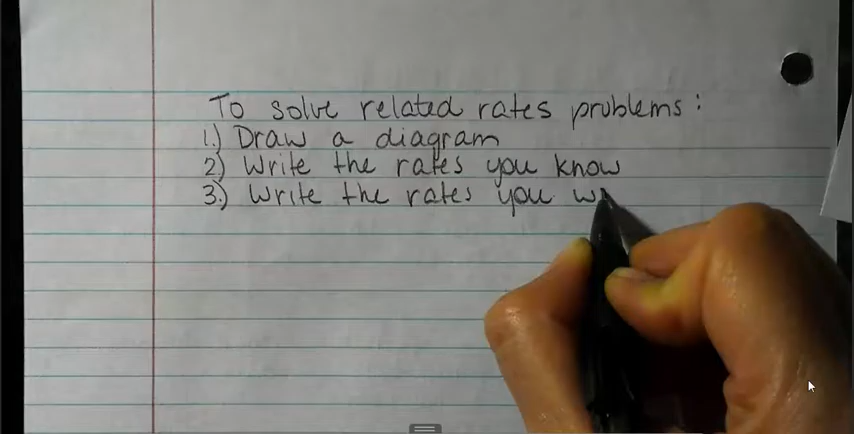 To solve related rates problems:
1.) Draw a diagram
2) Write the rates you know
3.) Write the rates you w